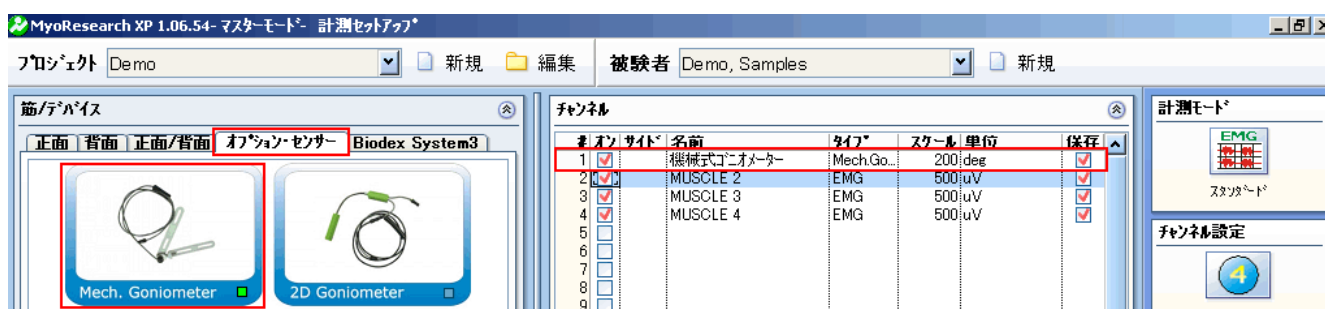 MyoResearch XP 1.06.54- マスターモード- 計測セットアップ
プロジェクト Demo 新規 編集 被験者 Demo, Samples 新規
筋/デバイス
正面 背面 正面/背面 オプション・センサー Biodex System3
Mech. Goniometer 2D Goniometer
チャンネル
# オン サイド 名前 タイプ スケール 単位 保存
1 機械式ゴニオメーター Mech.Go... 200 deg
2 MUSCLE 2 EMG 500 uV
3 MUSCLE 3 EMG 500 uV
4 MUSCLE 4 EMG 500 uV
5
6
7
8
9
計測モード
EMG
スタンダード
チャンネル設定
4